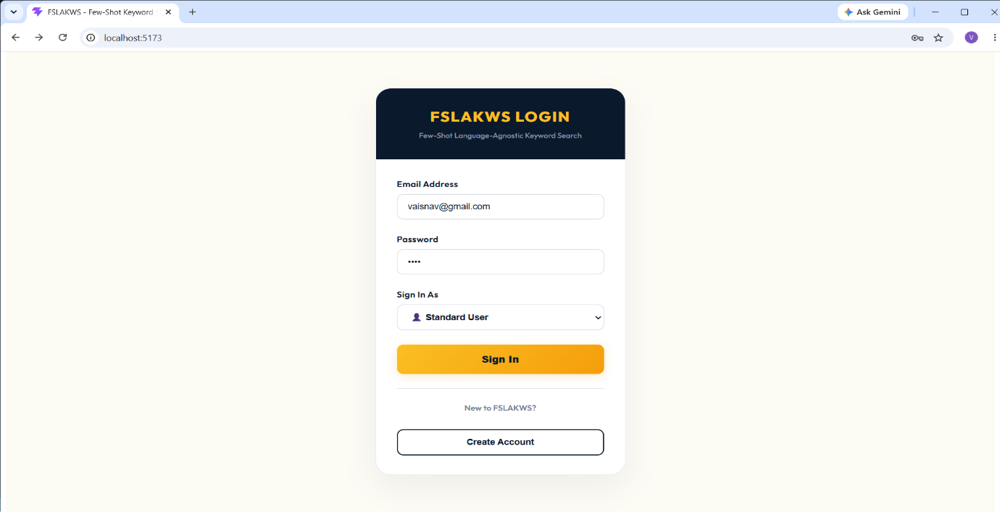 FSLAKWS - Few-Shot Keyword
Ask Gemini
localhost:5173
V
FSLAKWS LOGIN
Few-Shot Language-Agnostic Keyword Search
Email Address
vaisnav@gmail.com
Password
••••
Sign In As
Standard User
Sign In
New to FSLAKWS?
Create Account